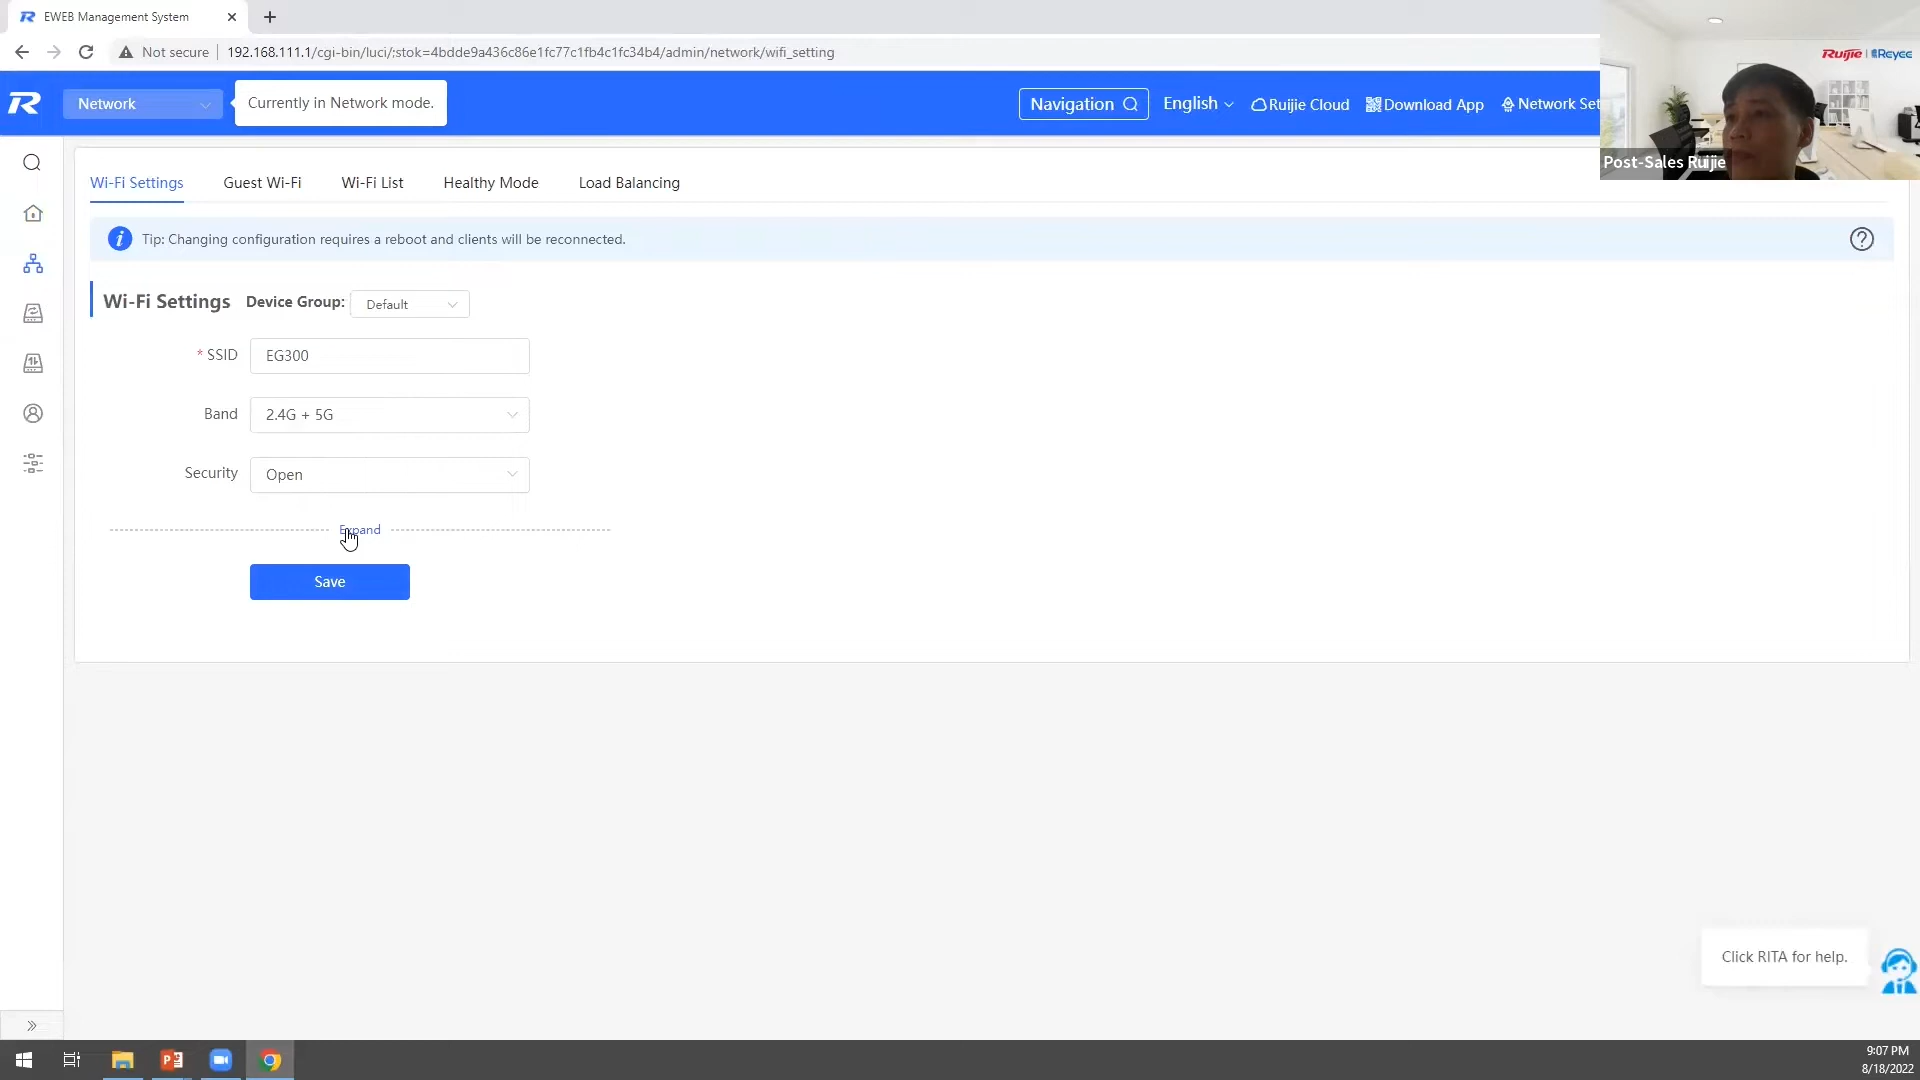 EWEB Management System
Not secure
192.168.111.1/cgi-bin/luci/;stok=4bdde9a436c86e1fc77c1fb4c1fc34b4/admin/network/wifi_setting
Ruijie | Reyee
R
Network
Currently in Network mode.
Navigation
English
Ruijie Cloud
Download App
Network Set
Post-Sales Ruijie
Wi-Fi Settings
Guest Wi-Fi
Wi-Fi List
Healthy Mode
Load Balancing
i
Tip: Changing configuration requires a reboot and clients will be reconnected.
?
Wi-Fi Settings
Device Group:
Default
* SSID
EG300
Band
2.4G + 5G
Security
Open
Expand
Save
Click RITA for help.
9:07 PM
8/18/2022